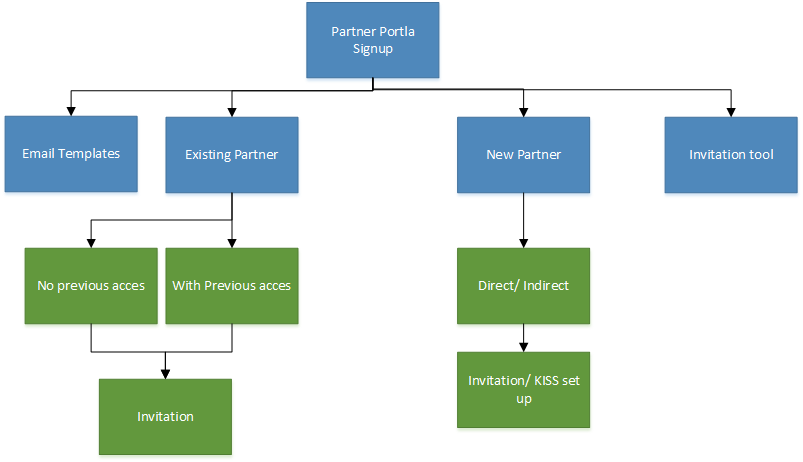 Partner Portla
Signup
Email Templates
Existing Partner
New Partner
Invitation tool
No previous acces
With Previous acces
Direct/ Indirect
Invitation/ KISS set
up
Invitation